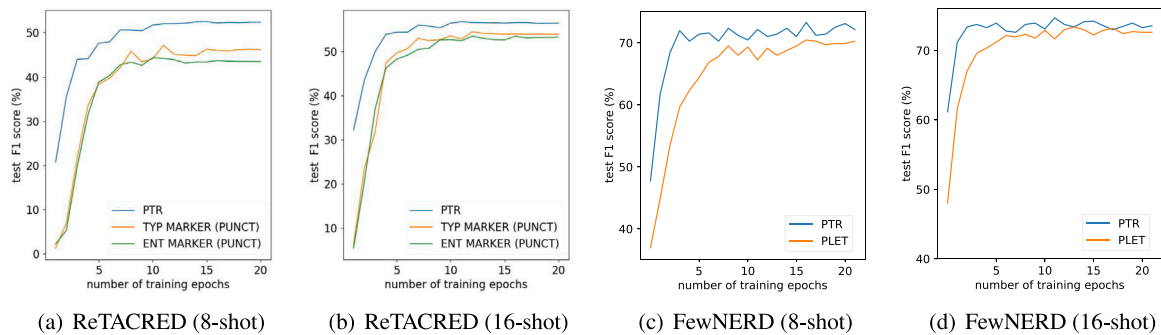 test F1 score (%)
50
40
30
20
10
0
5
10
15
20
number of training epochs
PTR
TYP MARKER (PUNCT)
ENT MARKER (PUNCT)
(a) ReTACRED (8-shot)
test F1 score (%)
60
50
40
30
20
10
5
10
15
20
number of training epochs
PTR
TYP MARKER (PUNCT)
ENT MARKER (PUNCT)
(b) ReTACRED (16-shot)
test F1 score (%)
70
60
50
40
5
10
15
20
number of training epochs
PTR
PLET
(c) FewNERD (8-shot)
test F1 score (%)
80
70
60
50
40
5
10
15
20
number of training epochs
PTR
PLET
(d) FewNERD (16-shot)